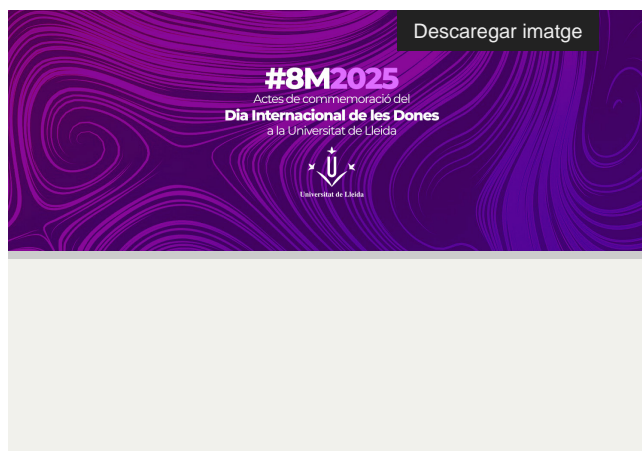 Descaregar imatge
#8M2025
Actes de commemoració del
Dia Internacional de les Dones
a la Universitat de Lleida
Universitat de Lleida